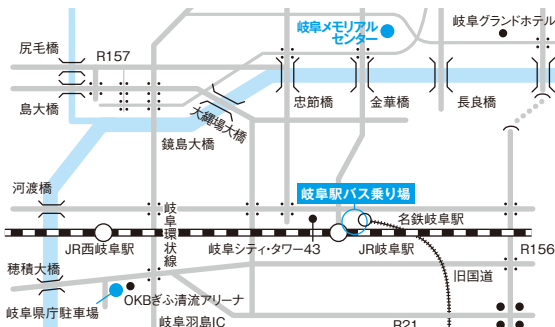 岐阜メモリアル
センター
岐阜グランドホテル
尻毛橋
R157
島大橋
大縄場大橋
忠節橋
金華橋
長良橋
鏡島大橋
河渡橋
岐阜環状線
岐阜駅バス乗り場
名鉄岐阜駅
JR西岐阜駅
岐阜シティ・タワー43
JR岐阜駅
R156
穂積大橋
旧国道
OKBぎふ清流アリーナ
岐阜県庁駐車場
岐阜羽島IC
R21